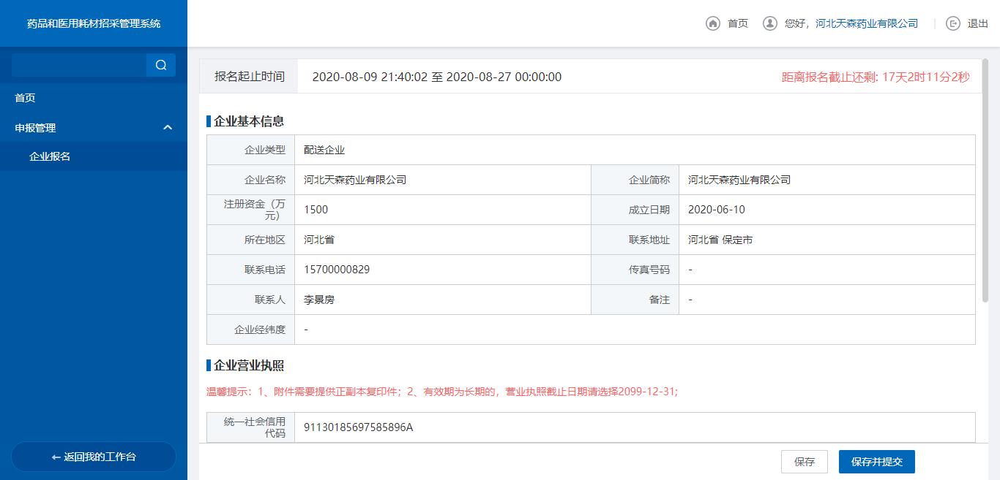 药品和医用耗材招采管理系统
首页
您好，河北天森药业有限公司
退出
首页
申报管理
企业报名
返回我的工作台
报名起止时间
2020-08-09 21:40:02 至 2020-08-27 00:00:00
距离报名截止还剩: 17天2时11分2秒
企业基本信息
企业类型
配送企业
企业名称
河北天森药业有限公司
企业简称
河北天森药业有限公司
注册资金（万
元）
1500
成立日期
2020-06-10
所在地区
河北省
联系地址
河北省 保定市
联系电话
15700000829
传真号码
-
联系人
李景房
备注
-
企业经纬度
-
企业营业执照
温馨提示：1、附件需要提供正副本复印件；2、有效期为长期的，营业执照截止日期请选择2099-12-31;
统一社会信用
代码
91130185697585896A
保存
保存并提交